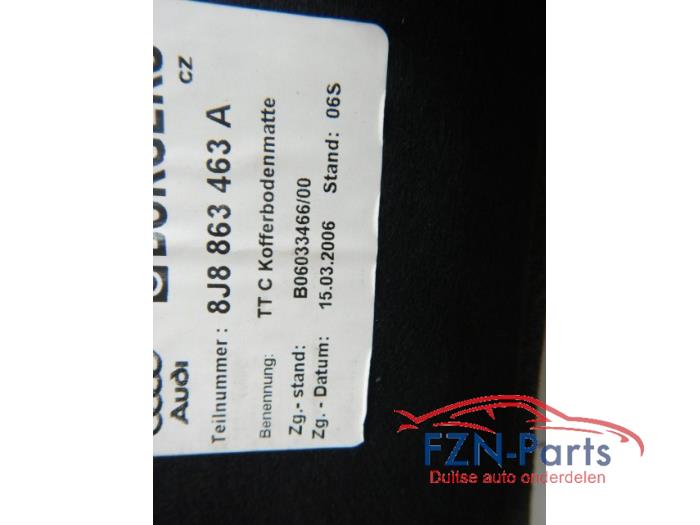 CZ
Audi
Teilnummer: 8J8 863 463 A
Benennung: TT C Kofferbodenmatte
Zg.- stand: B06033466/00
Zg. - Datum: 15.03.2006 Stand: 06S
FZN-Parts
Duitse auto onderdelen